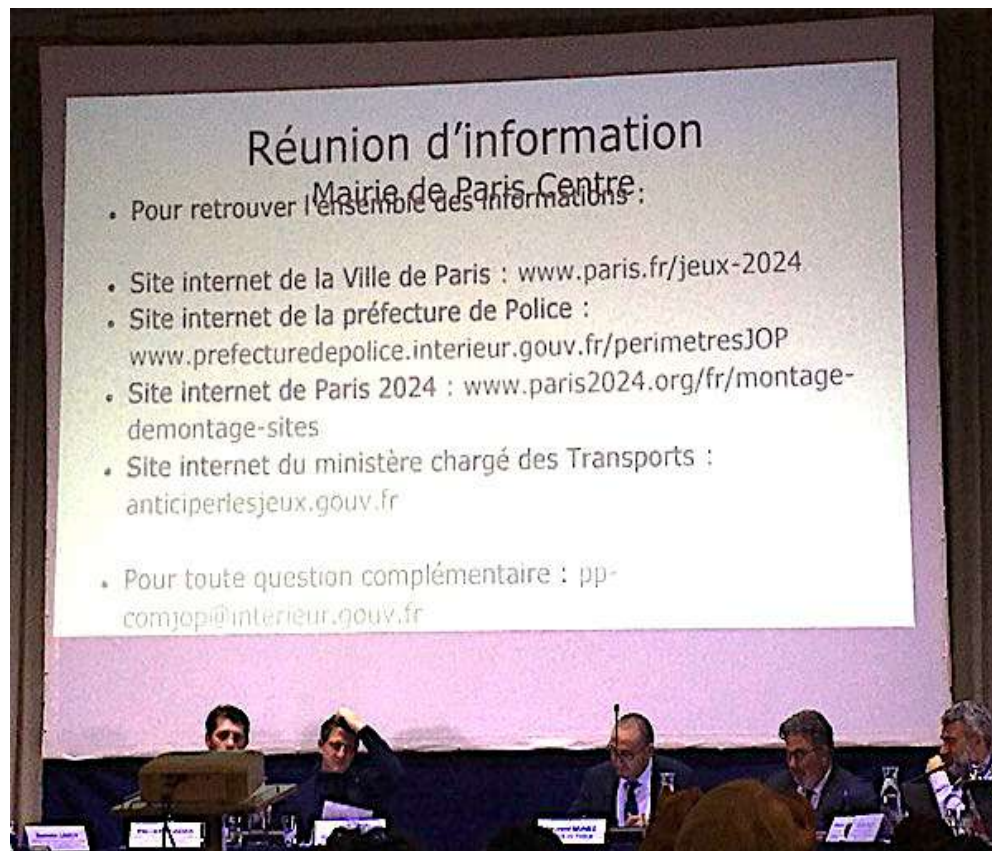 Réunion d'information
Mairie de Paris Centre
• Pour retrouver l'ensemble des informations :
• Site internet de la Ville de Paris : www.paris.fr/jeux-2024
• Site internet de la préfecture de Police :
www.prefecturedepolice.interieur.gouv.fr/perimetresJOP
• Site internet de Paris 2024 : www.paris2024.org/fr/montage-
demontage-sites
• Site internet du ministère chargé des Transports :
anticiperlesjeux.gouv.fr
• Pour toute question complémentaire : pp-
comjop@interieur.gouv.fr